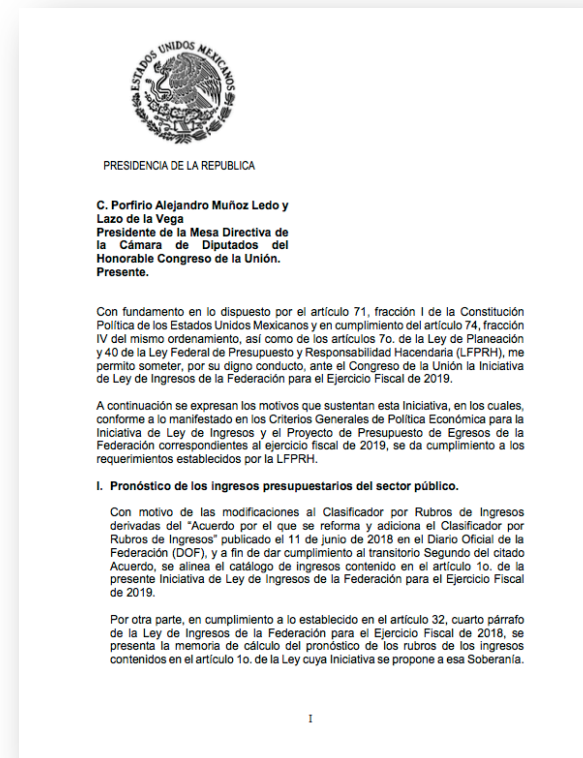 ESTADOS UNIDOS MEXICANOS
PRESIDENCIA DE LA REPUBLICA
C. Porfirio Alejandro Muñoz Ledo y
Lazo de la Vega
Presidente de la Mesa Directiva de
la Cámara de Diputados del
Honorable Congreso de la Unión.
Presente.
Con fundamento en lo dispuesto por el artículo 71, fracción I de la Constitución
Política de los Estados Unidos Mexicanos y en cumplimiento del artículo 74, fracción
IV del mismo ordenamiento, así como de los artículos 7o. de la Ley de Planeación
y 40 de la Ley Federal de Presupuesto y Responsabilidad Hacendaria (LFPRH), me
permito someter, por su digno conducto, ante el Congreso de la Unión la Iniciativa
de Ley de Ingresos de la Federación para el Ejercicio Fiscal de 2019.
A continuación se expresan los motivos que sustentan esta Iniciativa, en los cuales,
conforme a lo manifestado en los Criterios Generales de Política Económica para la
Iniciativa de Ley de Ingresos y el Proyecto de Presupuesto de Egresos de la
Federación correspondientes al ejercicio fiscal de 2019, se da cumplimiento a los
requerimientos establecidos por la LFPRH.
I. Pronóstico de los ingresos presupuestarios del sector público.
Con motivo de las modificaciones al Clasificador por Rubros de Ingresos
derivadas del “Acuerdo por el que se reforma y adiciona el Clasificador por
Rubros de Ingresos” publicado el 11 de junio de 2018 en el Diario Oficial de la
Federación (DOF), y a fin de dar cumplimiento al transitorio Segundo del citado
Acuerdo, se alinea el catálogo de ingresos contenido en el artículo 1o. de la
presente Iniciativa de Ley de Ingresos de la Federación para el Ejercicio Fiscal
de 2019.
Por otra parte, en cumplimiento a lo establecido en el artículo 32, cuarto párrafo
de la Ley de Ingresos de la Federación para el Ejercicio Fiscal de 2018, se
presenta la memoria de cálculo del pronóstico de los rubros de los ingresos
contenidos en el artículo 1o. de la Ley cuya Iniciativa se propone a esa Soberanía.
I